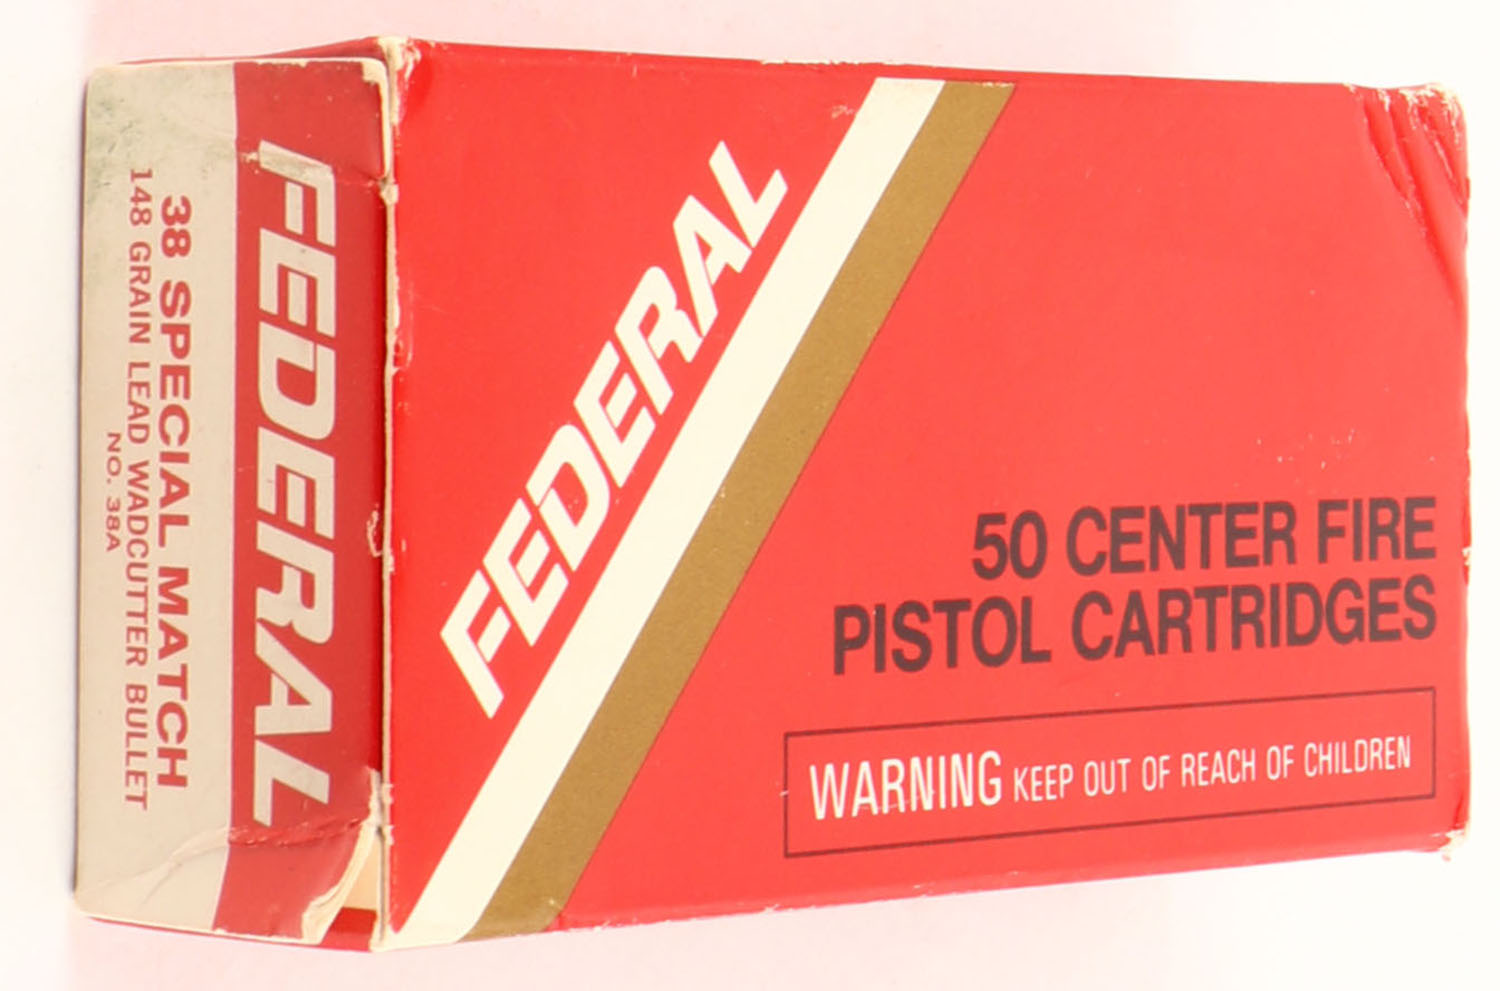 FEDERAL
38 SPECIAL MATCH
148 GRAIN LEAD WADCUTTER BULLET
NO. 38A
FEDERAL
50 CENTER FIRE
PISTOL CARTRIDGES
WARNING KEEP OUT OF REACH OF CHILDREN